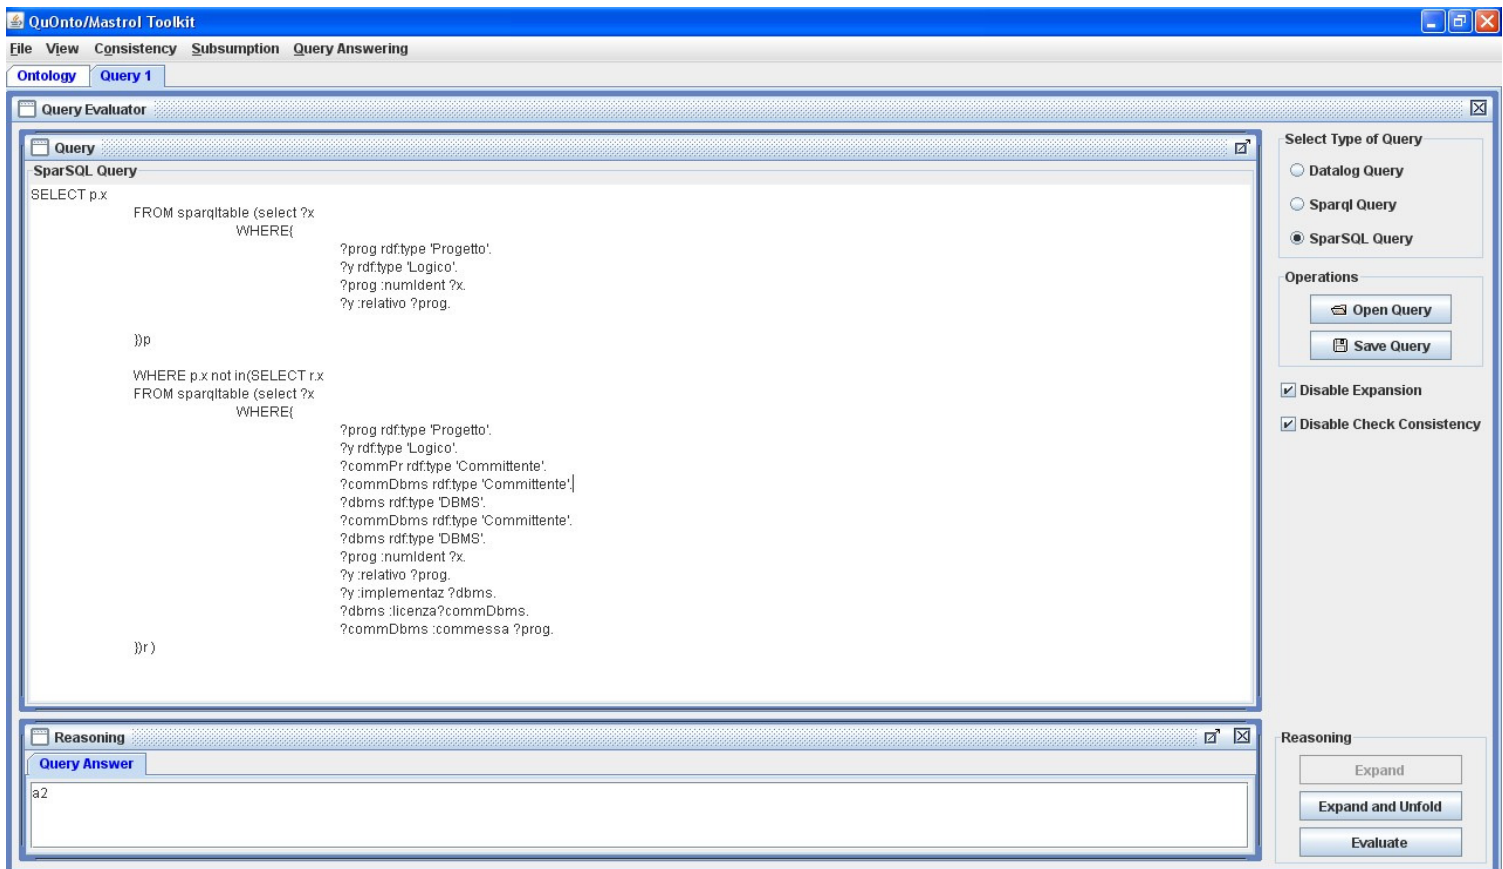 QuOnto/Mastrol Toolkit
File View Consistency Subsumption Query Answering
Ontology Query 1
Query Evaluator
Query
SparSQL Query
SELECT p.x
FROM sparqltable (select ?x
WHERE{
?prog rdf:type 'Progetto'.
?y rdf:type 'Logico'.
?prog :numIdent ?x.
?y :relativo ?prog.
})p
WHERE p.x not in(SELECT r.x
FROM sparqltable (select ?x
WHERE{
?prog rdf:type 'Progetto'.
?y rdf:type 'Logico'.
?commPr rdf:type 'Committente'.
?commDbms rdf:type 'Committente'.
?dbms rdf:type 'DBMS'.
?commDbms rdf:type 'Committente'.
?dbms rdf:type 'DBMS'.
?prog :numIdent ?x.
?y :relativo ?prog.
?y :implementaz ?dbms.
?dbms :licenza?commDbms.
?commDbms :commessa ?prog.
})r )
Select Type of Query
Datalog Query
Sparql Query
SparSQL Query
Operations
Open Query
Save Query
Disable Expansion
Disable Check Consistency
Reasoning
Query Answer
a2
Reasoning
Expand
Expand and Unfold
Evaluate